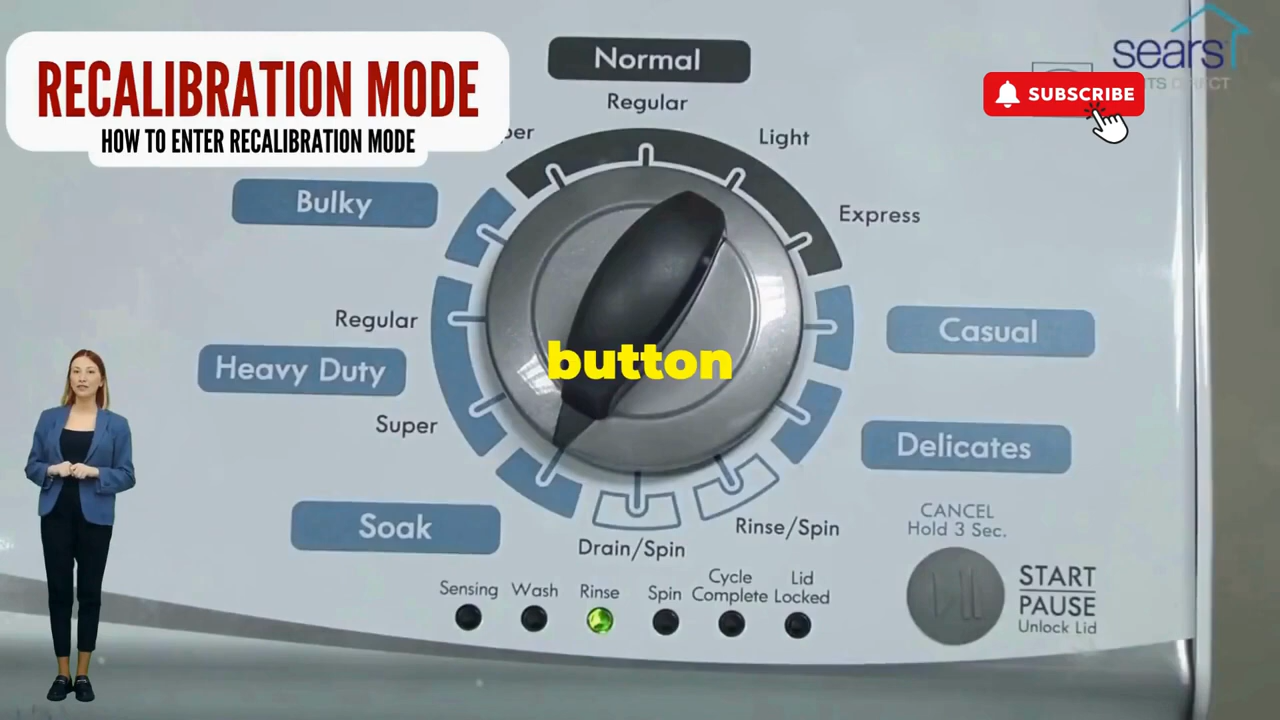 RECALIBRATION MODE
HOW TO ENTER RECALIBRATION MODE
sears
SUBSCRIBE
Normal
Regular
Light
Express
Bulky
Regular
Heavy Duty
Super
Soak
Casual
Delicates
Rinse/Spin
Drain/Spin
button
CANCEL
Hold 3 Sec.
START
PAUSE
Unlock Lid
Sensing
Wash
Rinse
Spin
Cycle
Complete
Lid
Locked